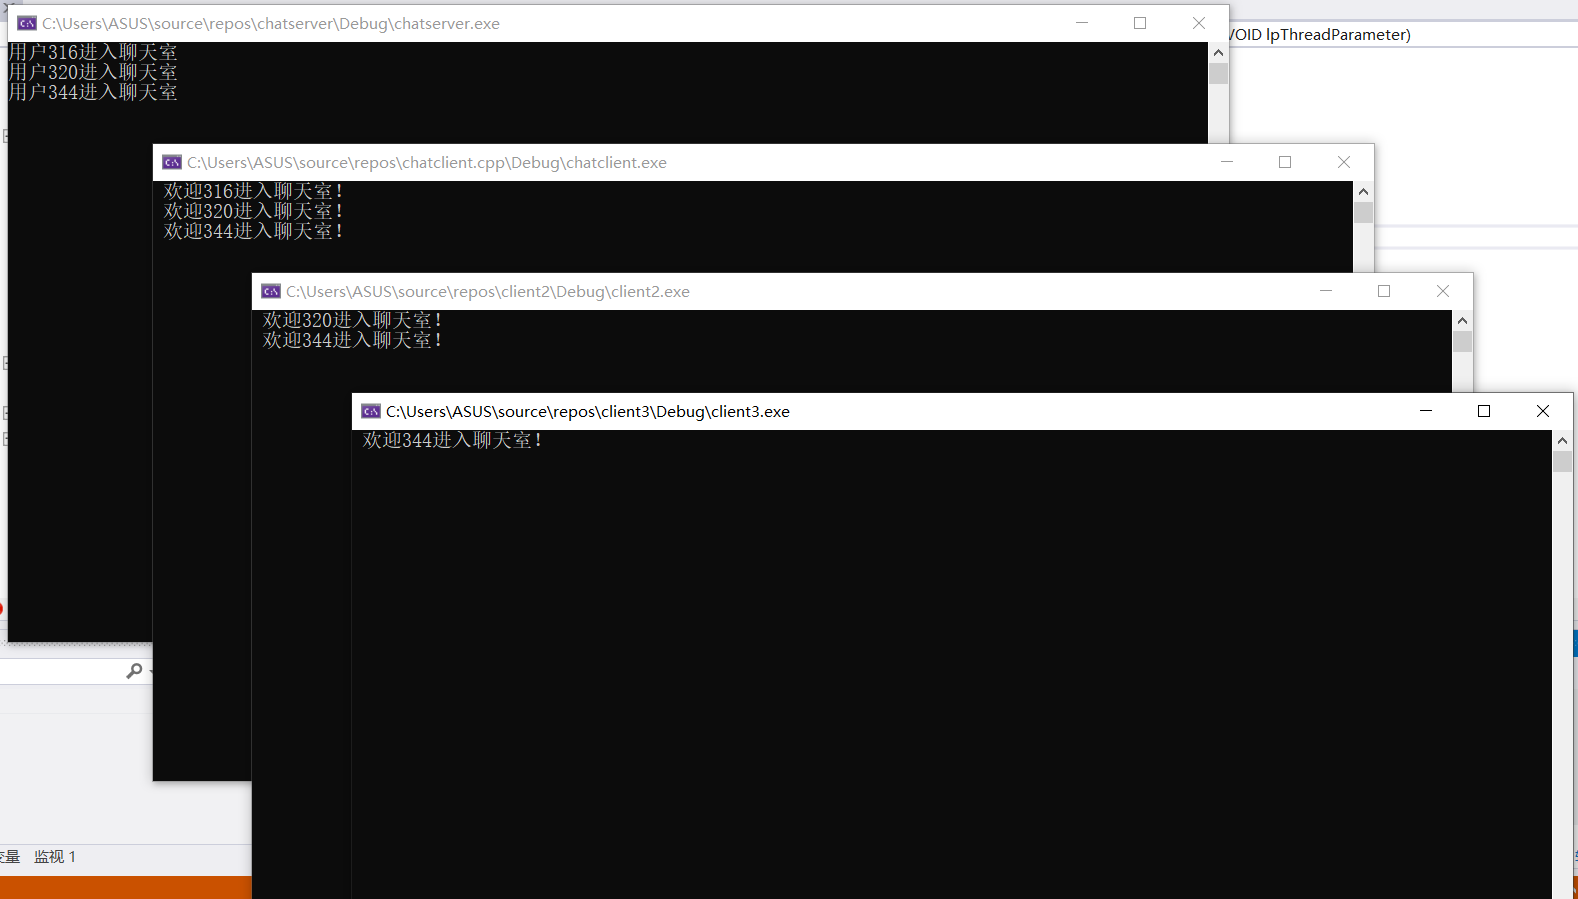 C:\Users\ASUS\source\repos\chatserver\Debug\chatserver.exe
VOID lpThreadParameter)
用户316进入聊天室
用户320进入聊天室
用户344进入聊天室
C:\Users\ASUS\source\repos\chatclient.cpp\Debug\chatclient.exe
欢迎316进入聊天室！
欢迎320进入聊天室！
欢迎344进入聊天室！
C:\Users\ASUS\source\repos\client2\Debug\client2.exe
欢迎320进入聊天室！
欢迎344进入聊天室！
C:\Users\ASUS\source\repos\client3\Debug\client3.exe
欢迎344进入聊天室！
变量 监视 1